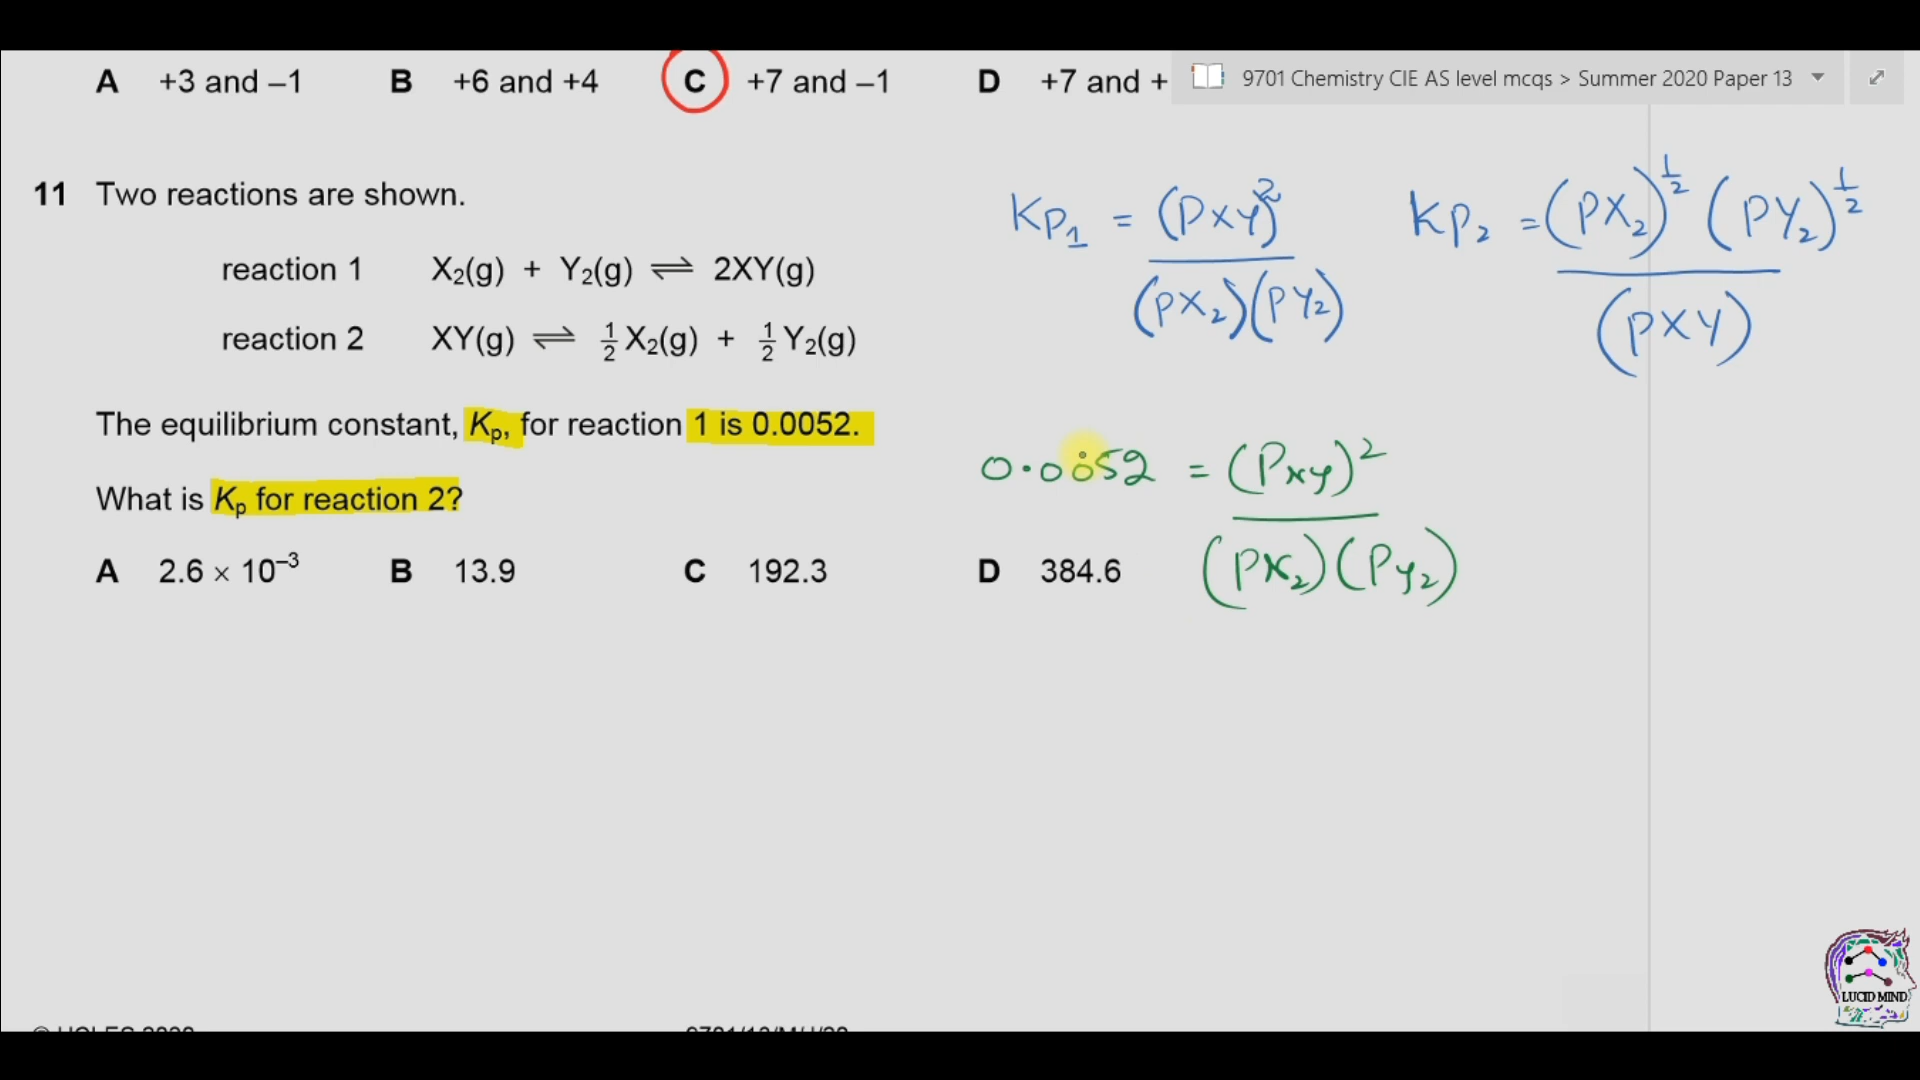 A +3 and –1 B +6 and +4 C +7 and –1 D +7 and +
9701 Chemistry CIE AS level mcqs > Summer 2020 Paper 13
11 Two reactions are shown.
reaction 1 X₂(g) + Y₂(g) ⇌ 2XY(g)
reaction 2 XY(g) ⇌ ½X₂(g) + ½Y₂(g)
The equilibrium constant, Kp, for reaction 1 is 0.0052.
What is Kp for reaction 2?
A 2.6 × 10⁻³ B 13.9 C 192.3 D 384.6
Kp₁ = (PXY)² / (PX₂)(PY₂)
Kp₂ = (PX₂)^½ (PY₂)^½ / (PXY)
0.0052 = (PXY)² / (PX₂)(PY₂)
LUCID MIND